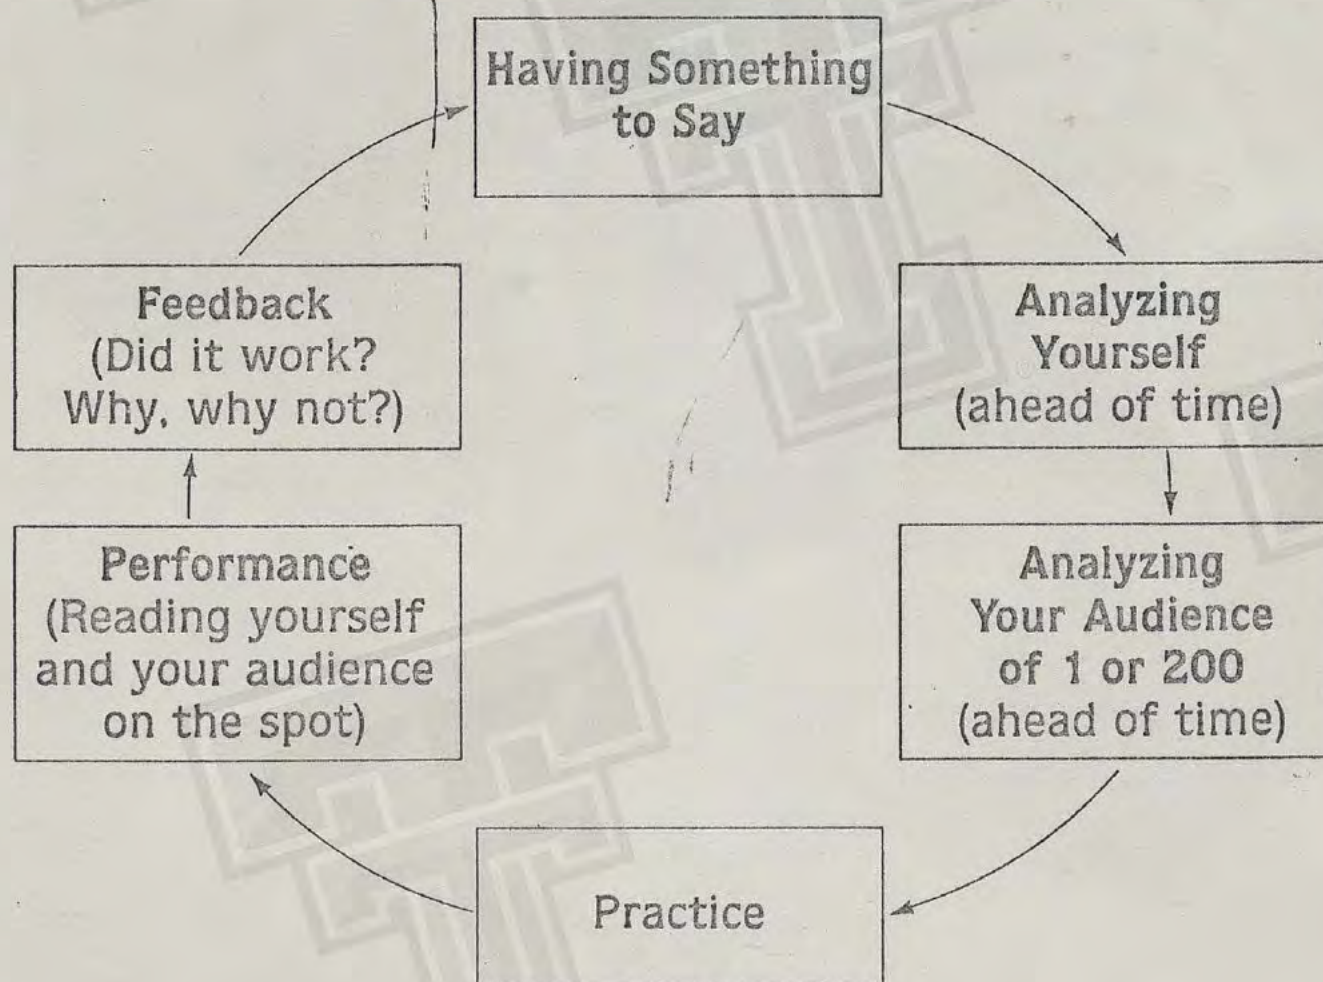 Having Something
to Say
Analyzing
Yourself
(ahead of time)
Analyzing
Your Audience
of 1 or 200
(ahead of time)
Practice
Performance
(Reading yourself
and your audience
on the spot)
Feedback
(Did it work?
Why, why not?)